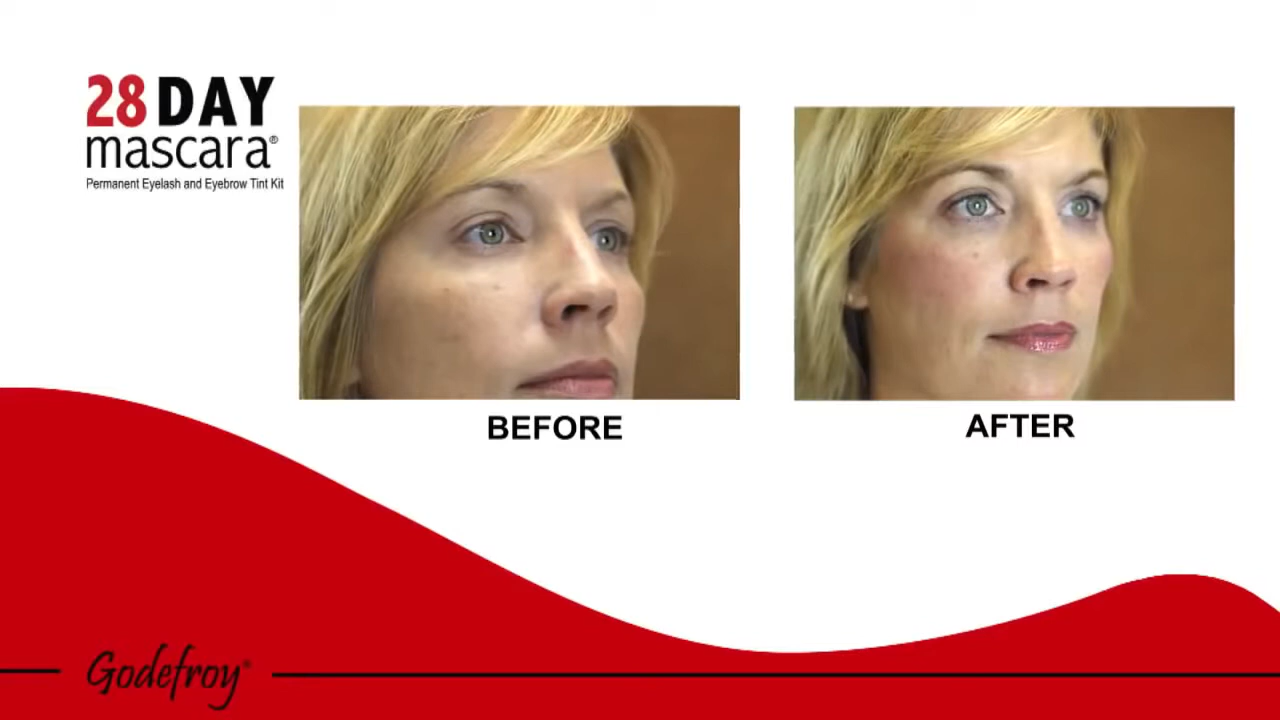 28 DAY
mascara®
Permanent Eyelash and Eyebrow Tint Kit
BEFORE
AFTER
Godefroy®